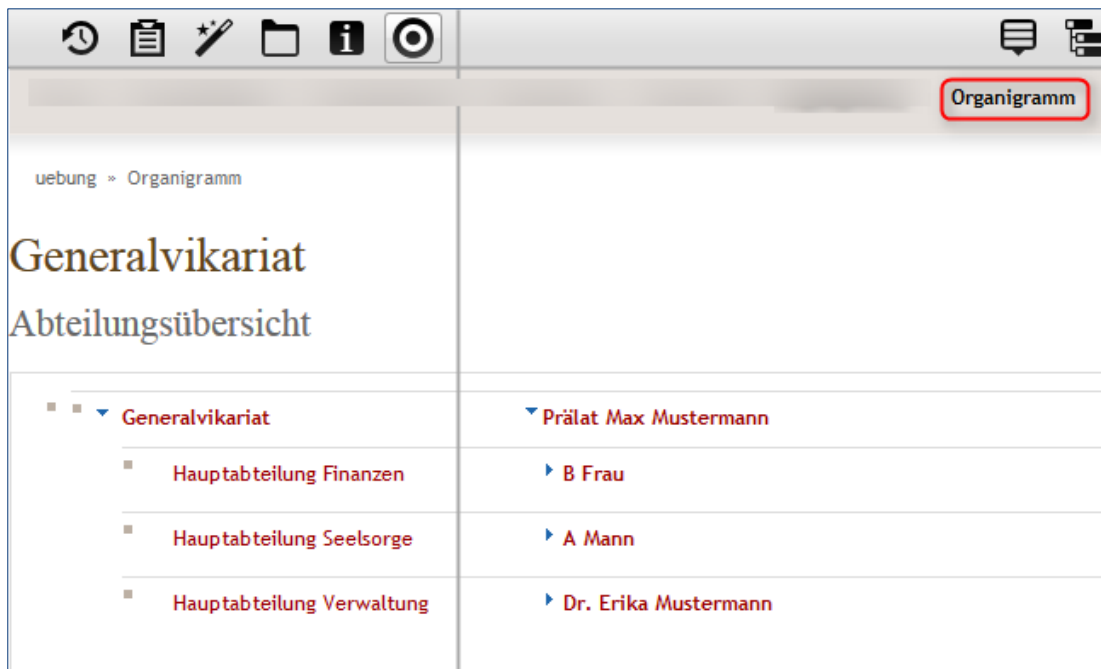 Organigramm
uebung » Organigramm
Generalvikariat
Abteilungsübersicht
Generalvikariat Prälat Max Mustermann
Hauptabteilung Finanzen B Frau
Hauptabteilung Seelsorge A Mann
Hauptabteilung Verwaltung Dr. Erika Mustermann